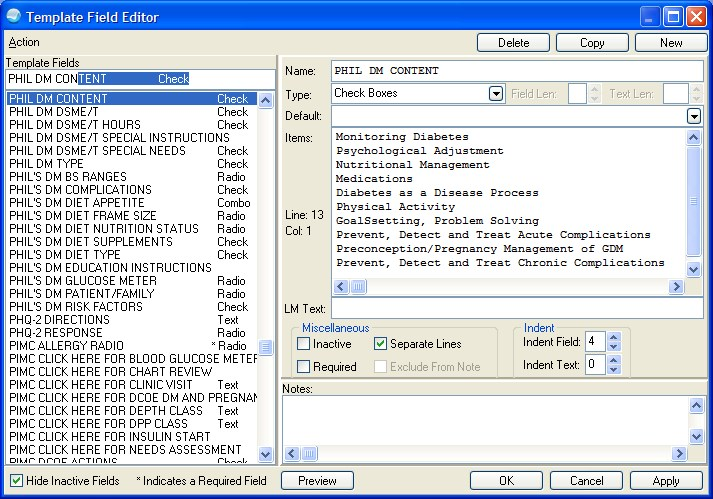 Template Field Editor
Action
Delete
Copy
New
Template Fields
PHIL DM CONTENT Check
PHIL DM CONTENT Check
PHIL DM DSME/T Check
PHIL DM DSME/T HOURS Check
PHIL DM DSME/T SPECIAL INSTRUCTIONS
PHIL DM DSME/T SPECIAL NEEDS Check
PHIL DM TYPE Check
PHIL'S DM BS RANGES Radio
PHIL'S DM COMPLICATIONS Check
PHIL'S DM DIET APPETITE Combo
PHIL'S DM DIET FRAME SIZE Radio
PHIL'S DM DIET NUTRITION STATUS Radio
PHIL'S DM DIET SUPPLEMENTS Check
PHIL'S DM DIET TYPE Check
PHIL'S DM EDUCATION INSTRUCTIONS
PHIL'S DM GLUCOSE METER Radio
PHIL'S DM PATIENT/FAMILY Radio
PHIL'S DM RISK FACTORS Check
PHQ-2 DIRECTIONS Text
PHQ-2 RESPONSE Radio
PIMC ALLERGY RADIO * Radio
PIMC CLICK HERE FOR BLOOD GLUCOSE METER
PIMC CLICK HERE FOR CHART REVIEW
PIMC CLICK HERE FOR CLINIC VISIT Text
PIMC CLICK HERE FOR DCOE DM AND PREGNAN
PIMC CLICK HERE FOR DEPTH CLASS Text
PIMC CLICK HERE FOR DPP CLASS Text
PIMC CLICK HERE FOR INSULIN START
PIMC CLICK HERE FOR NEEDS ASSESSMENT
PIMC DCOE ACTIONS Check
Hide Inactive Fields
* Indicates a Required Field
Name: PHIL DM CONTENT
Type: Check Boxes Field Len: Text Len:
Default:
Items:
Monitoring Diabetes
Psychological Adjustment
Nutritional Management
Medications
Diabetes as a Disease Process
Physical Activity
GoalSsetting, Problem Solving
Prevent, Detect and Treat Acute Complications
Preconception/Pregnancy Management of GDM
Prevent, Detect and Treat Chronic Complications
Line: 13
Col: 1
LM Text:
Miscellaneous
Inactive
Separate Lines
Required
Exclude From Note
Indent
Indent Field: 4
Indent Text: 0
Notes:
Preview
OK
Cancel
Apply